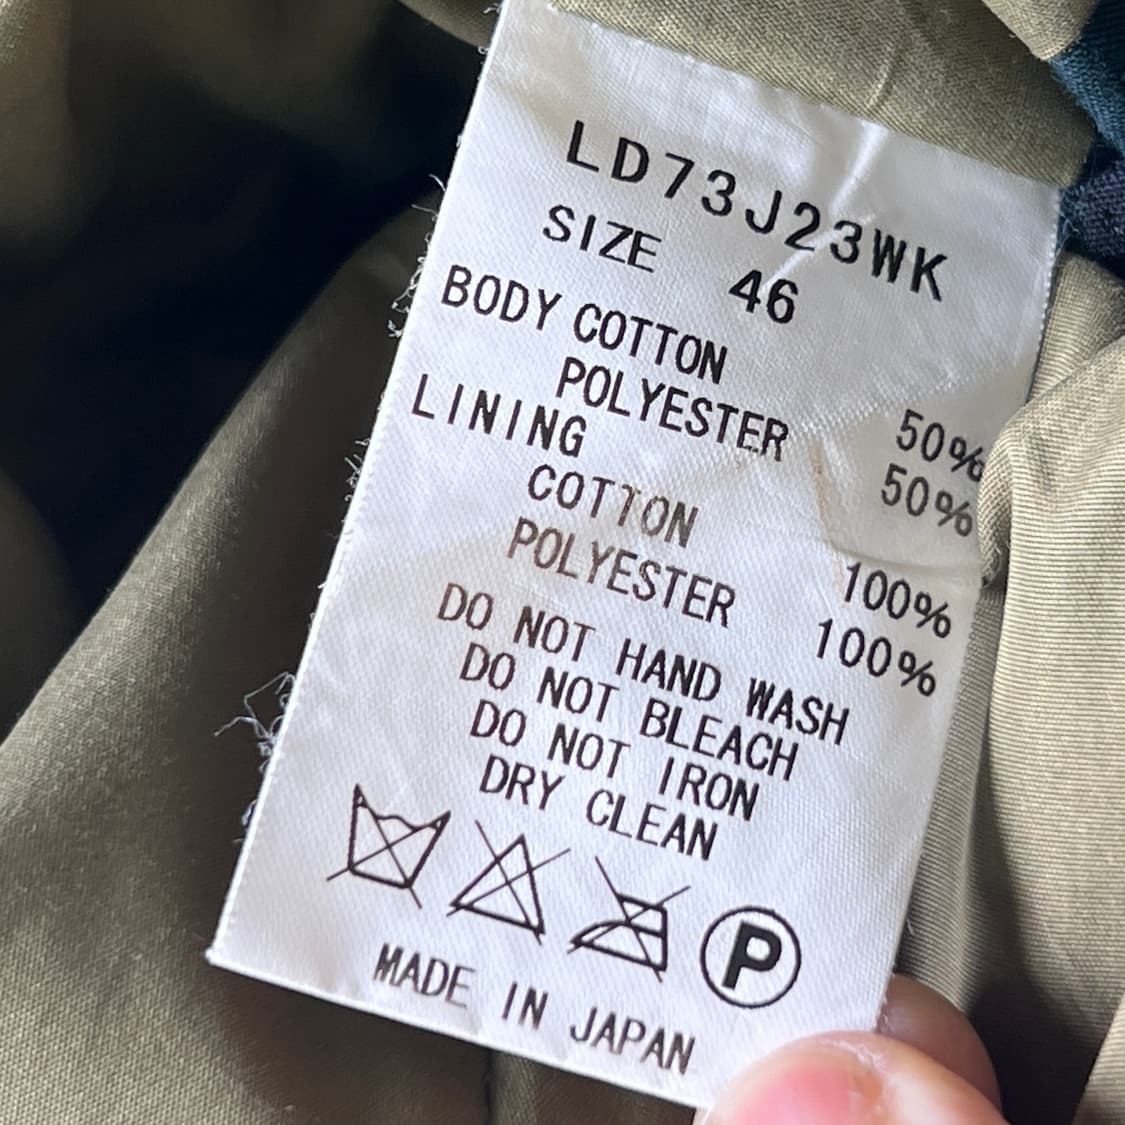 LD73J23WK
SIZE 46
BODY COTTON 50%
POLYESTER 50%
LINING
COTTON 100%
POLYESTER 100%
DO NOT HAND WASH
DO NOT BLEACH
DO NOT IRON
DRY CLEAN
P
MADE IN JAPAN